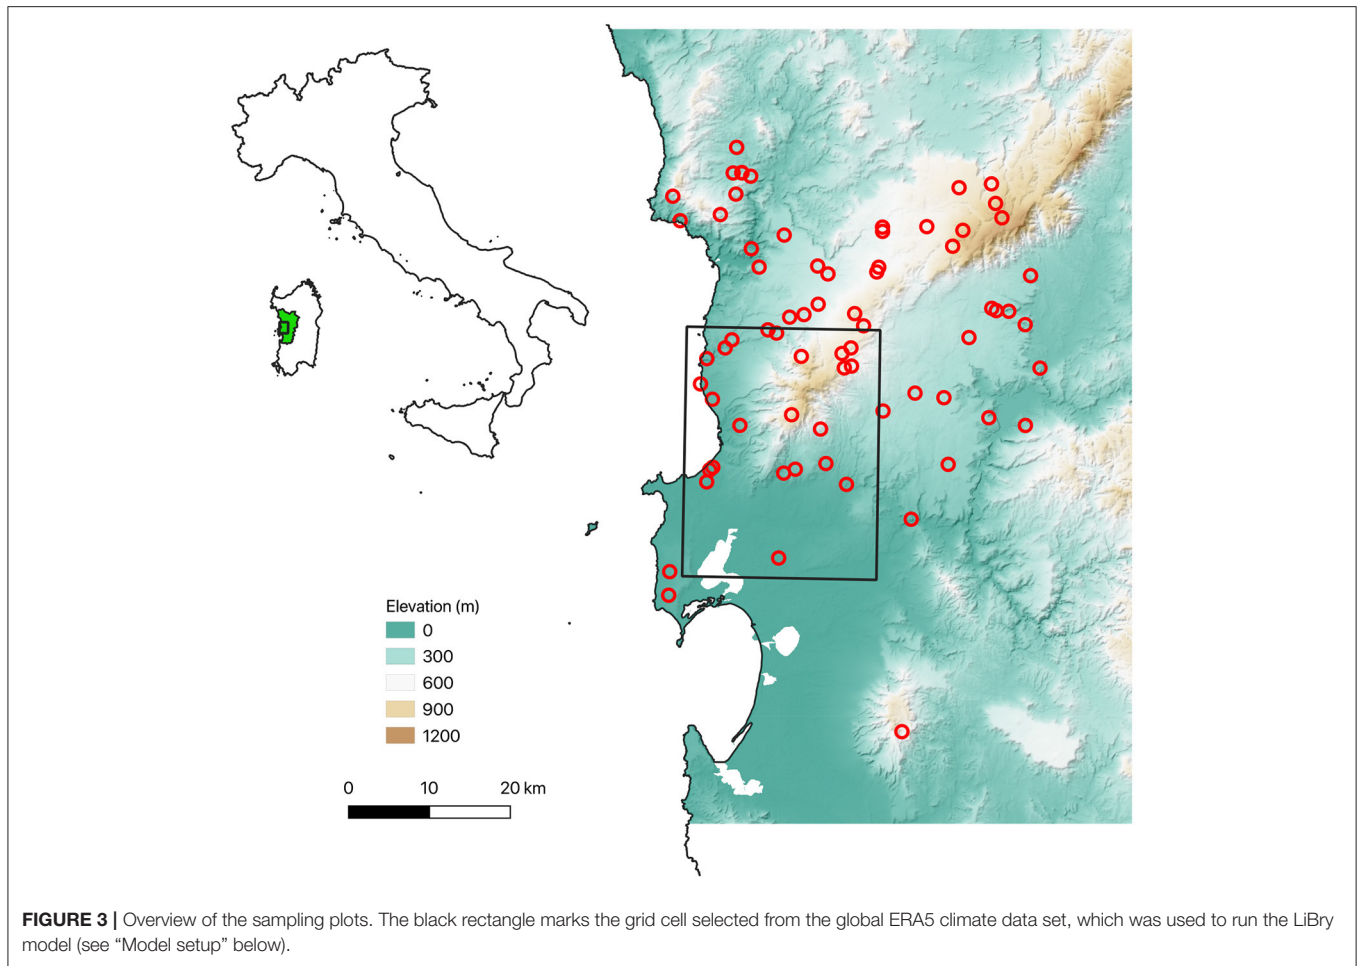 Elevation (m)
0
300
600
900
1200
0 10 20 km
FIGURE 3 | Overview of the sampling plots. The black rectangle marks the grid cell selected from the global ERA5 climate data set, which was used to run the LiBry
model (see “Model setup” below).